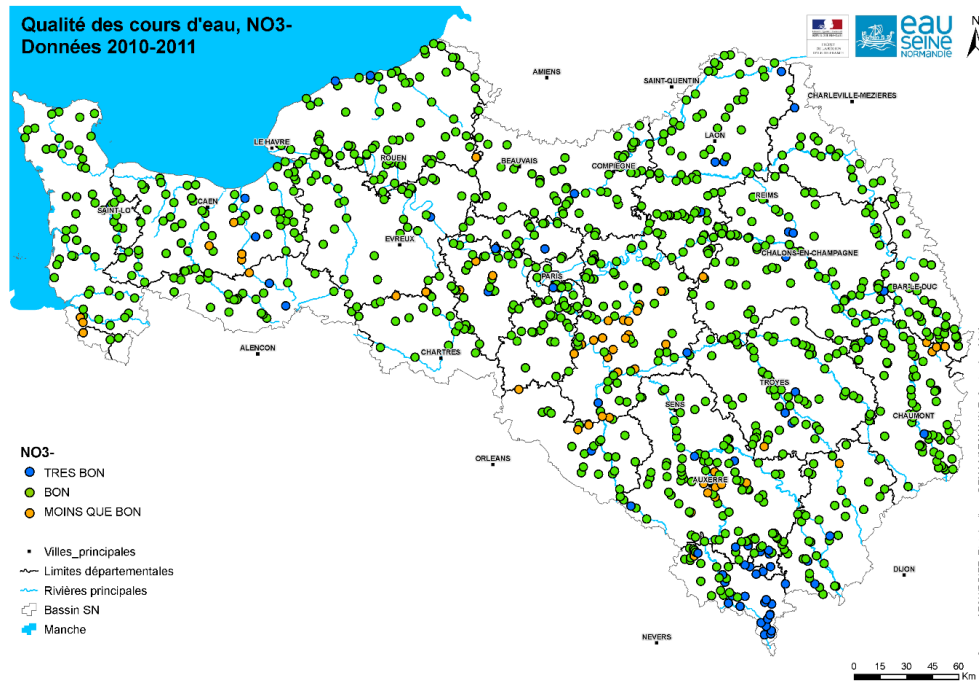 Qualité des cours d'eau, NO3-
Données 2010-2011
eau
SEINE
NORMANDIE
N
AMIENS
SAINT-QUENTIN
CHARLEVILLE-MEZIERES
LE HAVRE
LAON
ROUEN
BEAUVAIS
COMPIEGNE
REIMS
SAINT-LO
CAEN
EVREUX
CHALONS-EN-CHAMPAGNE
PARIS
BAR-LE-DUC
ALENCON
CHARTRES
TROYES
SENS
CHAUMONT
ORLEANS
AUXERRE
DIJON
NEVERS
NO3-
TRES BON
BON
MOINS QUE BON
Villes_principales
Limites départementales
Rivières principales
Bassin SN
Manche
0 15 30 45 60
Km